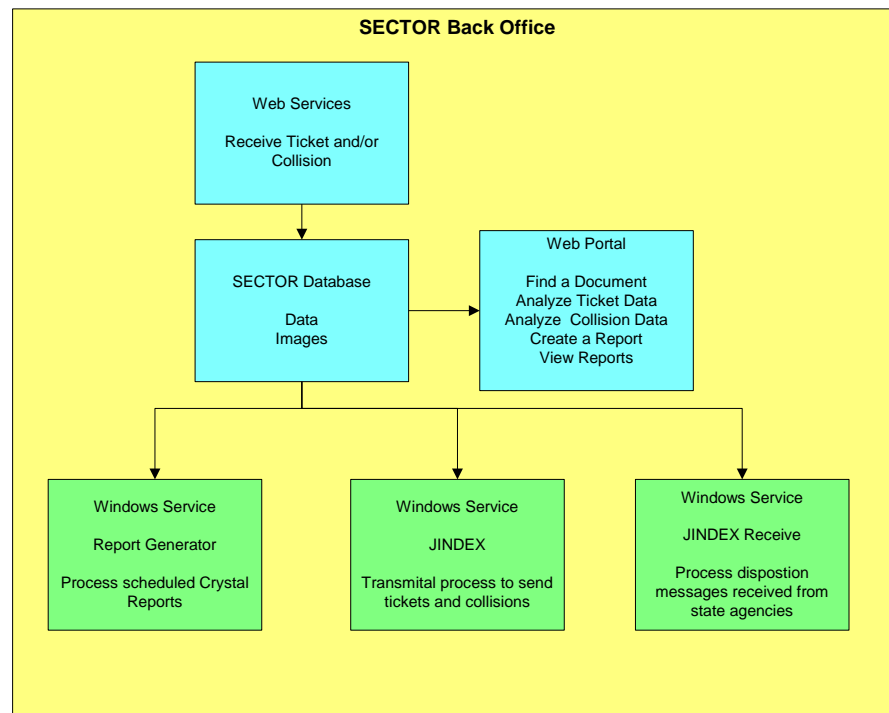 SECTOR Back Office
Web Services
Receive Ticket and/or
Collision
SECTOR Database
Data
Images
Web Portal
Find a Document
Analyze Ticket Data
Analyze Collision Data
Create a Report
View Reports
Windows Service
Report Generator
Process scheduled Crystal
Reports
Windows Service
JINDEX
Transmital process to send
tickets and collisions
Windows Service
JINDEX Receive
Process dispostion
messages received from
state agencies